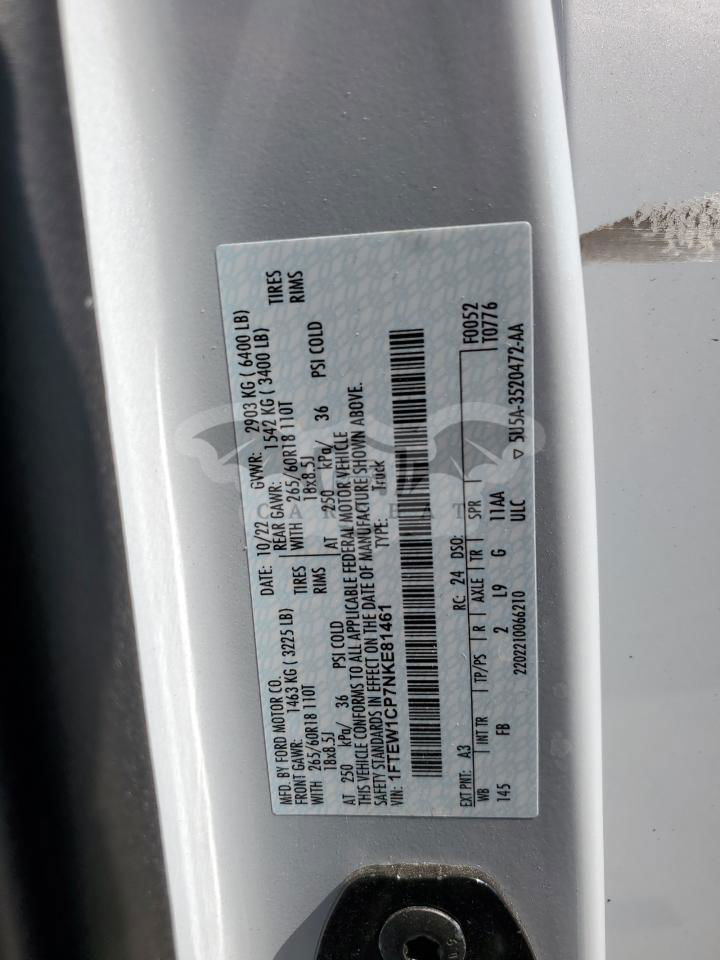 MFD. BY FORD MOTOR CO. DATE: 10/22 GVWR: 2903 KG ( 6400 LB)
FRONT GAWR: 1463 KG ( 3225 LB) REAR GAWR: 1542 KG ( 3400 LB)
WITH 265/60R18 110T TIRES WITH 265/60R18 110T TIRES
18x8.5J RIMS 18x8.5J RIMS
AT 250 kPa/ 36 PSI COLD AT 250 kPa/ 36 PSI COLD
THIS VEHICLE CONFORMS TO ALL APPLICABLE FEDERAL MOTOR VEHICLE
SAFETY STANDARDS IN EFFECT ON THE DATE OF MANUFACTURE SHOWN ABOVE.
VIN: 1FTEW1CP7NKE81461 TYPE: Truck
EXT PNT: A3 RC: 24 DSO: F0052
WB INT TR TP/PS R AXLE TR SPR T0776
145 FB 2 L9 G 11AA
2202210066210 ULC ▽ 5U5A-3520472-AA